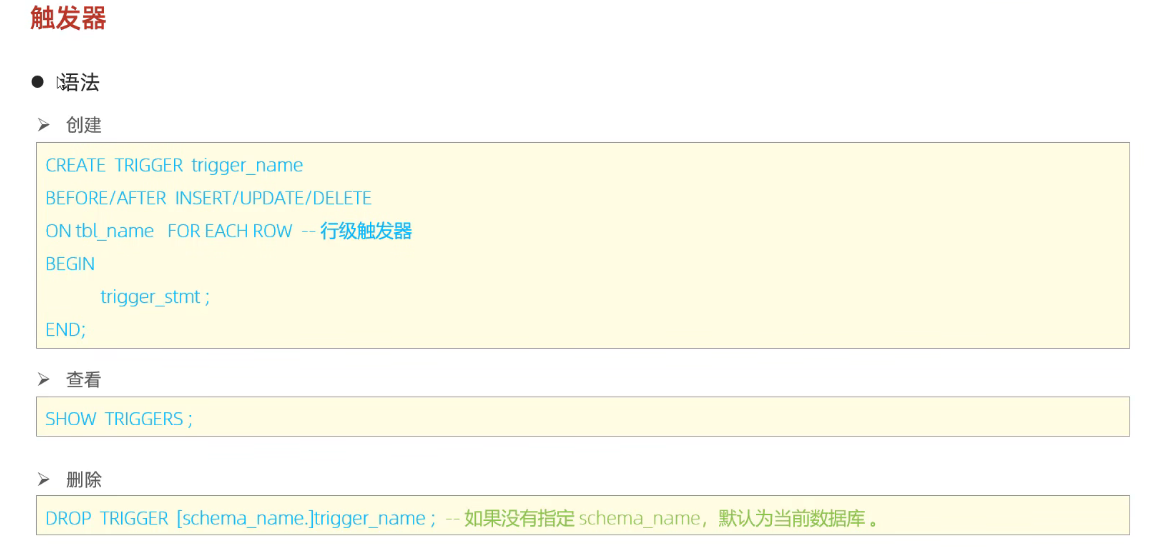 触发器
● 语法
➢ 创建
CREATE TRIGGER trigger_name
BEFORE/AFTER INSERT/UPDATE/DELETE
ON tbl_name FOR EACH ROW -- 行级触发器
BEGIN
trigger_stmt ;
END;
➢ 查看
SHOW TRIGGERS ;
➢ 删除
DROP TRIGGER [schema_name.]trigger_name ; -- 如果没有指定 schema_name，默认为当前数据库 。